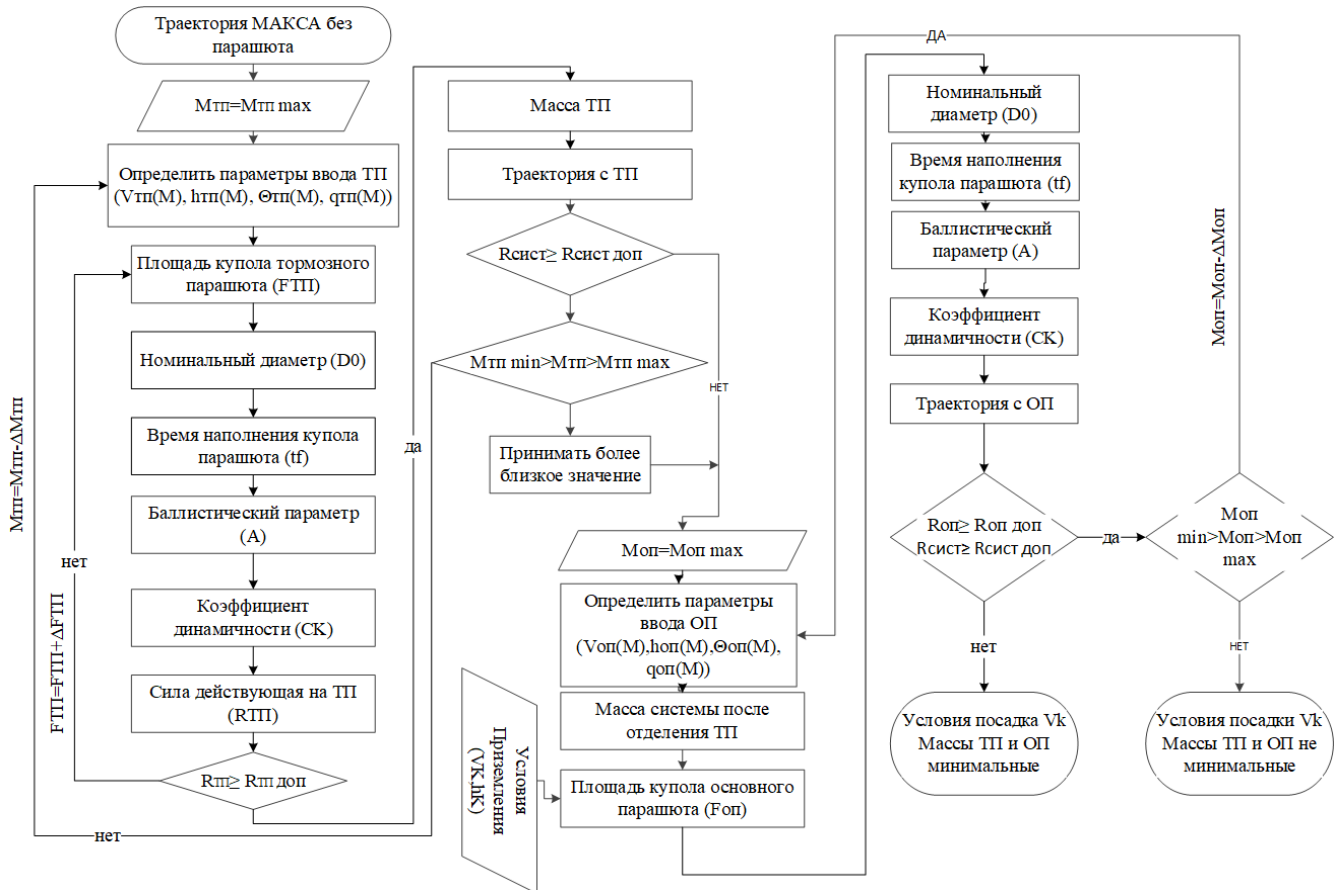 Траектория МАКСА без
парашюта
Мтп=Мтп max
Определить параметры ввода ТП
(Vтп(М), hтп(М), Θтп(М), qтп(М))
Площадь купола тормозного
парашюта (FТП)
Номинальный диаметр (D0)
Время наполнения купола
парашюта (tf)
Баллистический параметр
(А)
Коэффициент
динамичности (СК)
Сила действующая на ТП
(RТП)
Rтп≥ Rтп доп
нет
FТП=FТП+ΔFТП
Мтп=Мтп-ΔМтп
нет
да
Масса ТП
Траектория с ТП
Rсист≥ Rсист доп
Мтп min>Мтп>Мтп max
НЕТ
Принимать более
близкое значение
Моп=Моп max
Определить параметры
ввода ОП
(Vоп(М),hоп(М),Θоп(М),
qоп(М))
Масса системы после
отделения ТП
Условия
Приземления
(VK,hK)
Площадь купола основного
парашюта (Fоп)
ДА
Номинальный
диаметр (D0)
Время наполнения
купола парашюта (tf)
Баллистический
параметр (А)
Коэффициент
динамичности (СК)
Траектория с ОП
Rоп≥ Rоп доп
Rсист≥ Rсист доп
да
Моп
min>Моп>Моп
max
Моп=Моп-ΔМоп
нет
НЕТ
Условия посадка Vk
Массы ТП и ОП
минимальные
Условия посадки Vk
Массы ТП и ОП не
минимальные